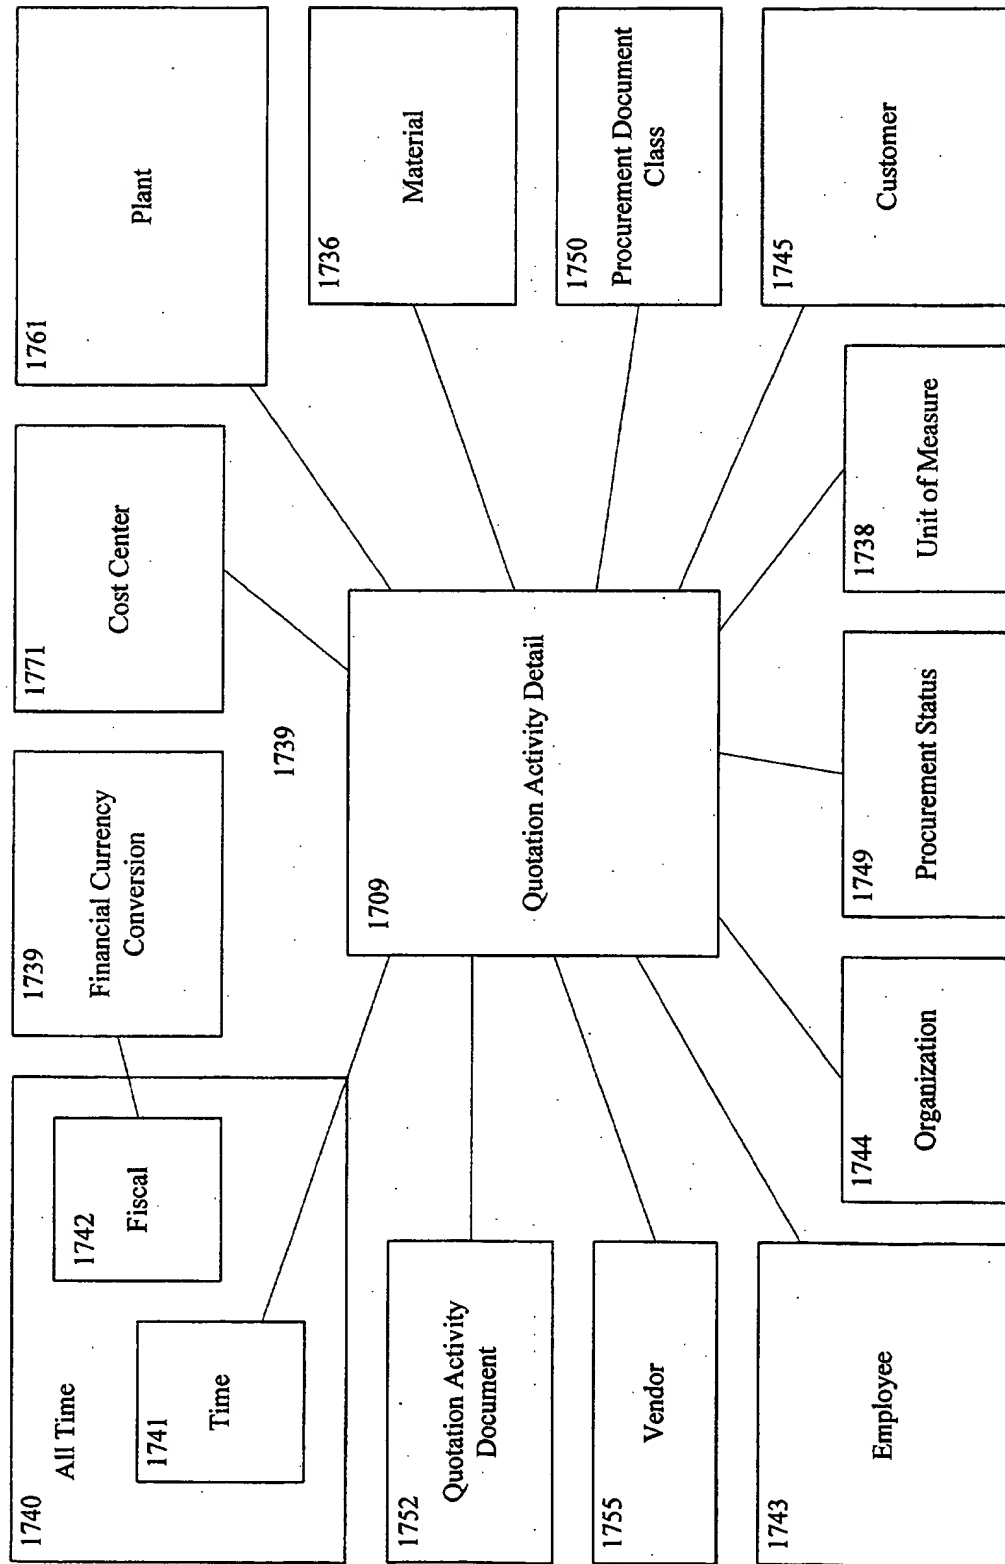 1740
All Time
1741
Time
1742
Fiscal
1739
Financial Currency
Conversion
1771
Cost Center
1761
Plant
1739
1752
Quotation Activity
Document
1709
Quotation Activity Detail
1736
Material
1755
Vendor
1750
Procurement Document
Class
1743
Employee
1744
Organization
1749
Procurement Status
1738
Unit of Measure
1745
Customer